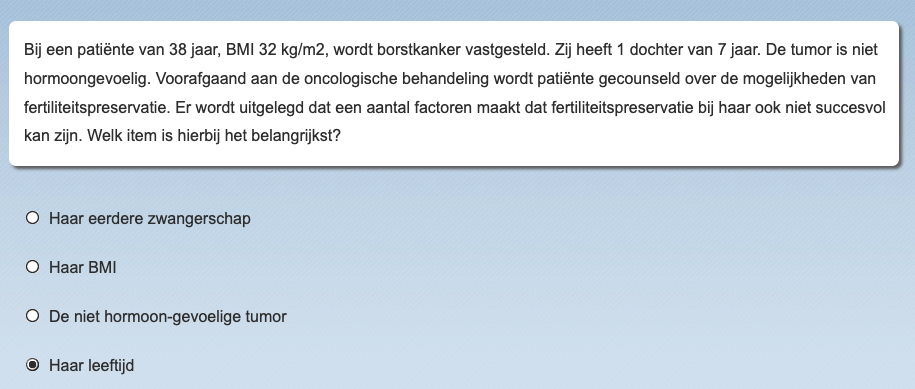 Bij een patiënte van 38 jaar, BMI 32 kg/m2, wordt borstkanker vastgesteld. Zij heeft 1 dochter van 7 jaar. De tumor is niet
hormoongevoelig. Voorafgaand aan de oncologische behandeling wordt patiënte gecounseld over de mogelijkheden van
fertiliteitspreservatie. Er wordt uitgelegd dat een aantal factoren maakt dat fertiliteitspreservatie bij haar ook niet succesvol
kan zijn. Welk item is hierbij het belangrijkst?
Haar eerdere zwangerschap
Haar BMI
De niet hormoon-gevoelige tumor
Haar leeftijd